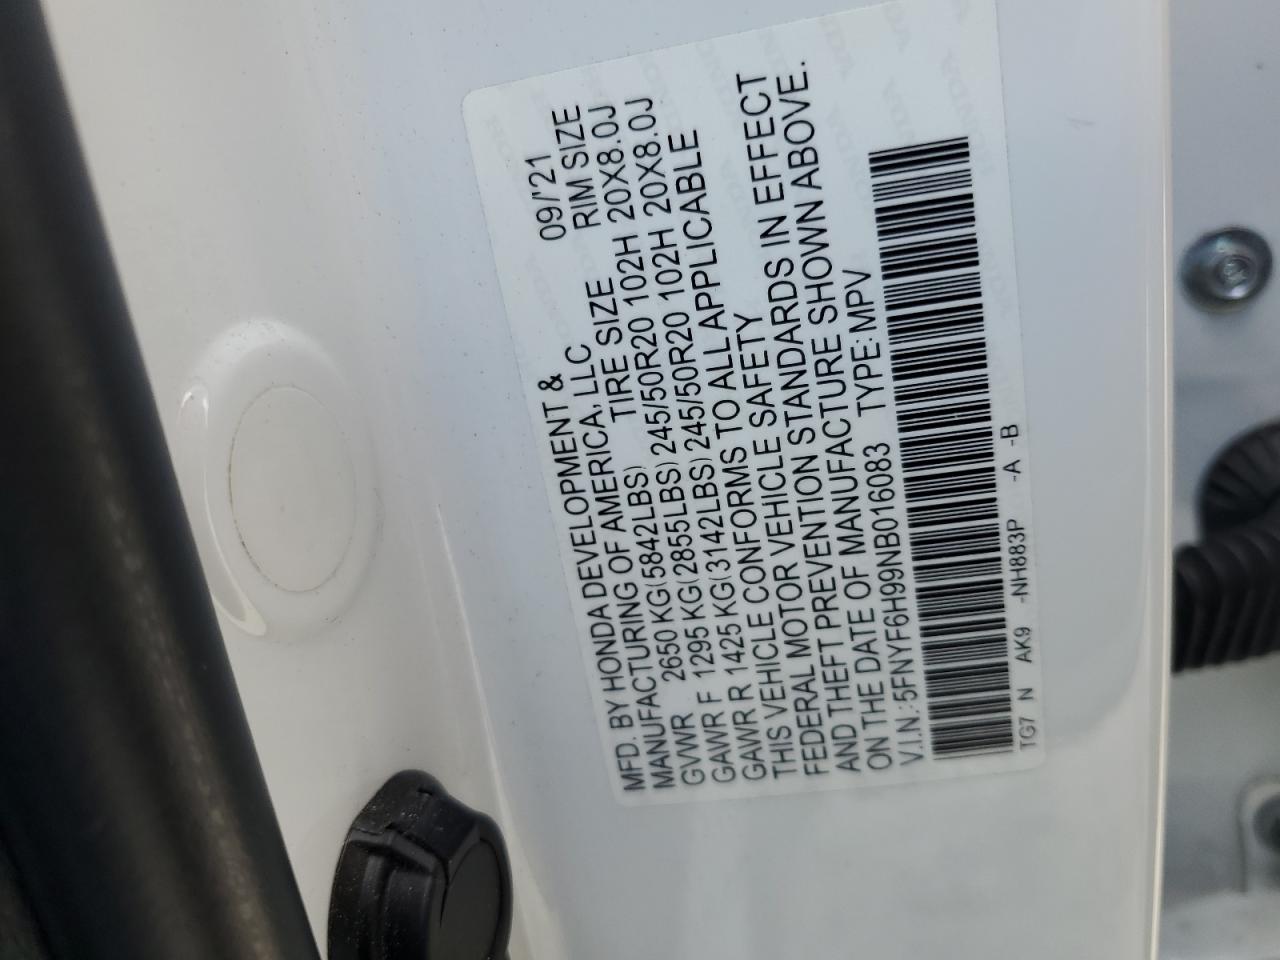 MFD. BY HONDA DEVELOPMENT & 09/'21
MANUFACTURING OF AMERICA, LLC RIM SIZE
GVWR 2650 KG(5842LBS) TIRE SIZE 20X8.0J
GAWR F 1295 KG(2855LBS) 245/50R20 102H 20X8.0J
GAWR R 1425 KG(3142LBS) 245/50R20 102H
THIS VEHICLE CONFORMS TO ALL APPLICABLE
FEDERAL MOTOR VEHICLE SAFETY
AND THEFT PREVENTION STANDARDS IN EFFECT
ON THE DATE OF MANUFACTURE SHOWN ABOVE.
V.I.N.:5FNYF6H99NB016083 TYPE:MPV
TG7 N AK9 -NH883P -A -B